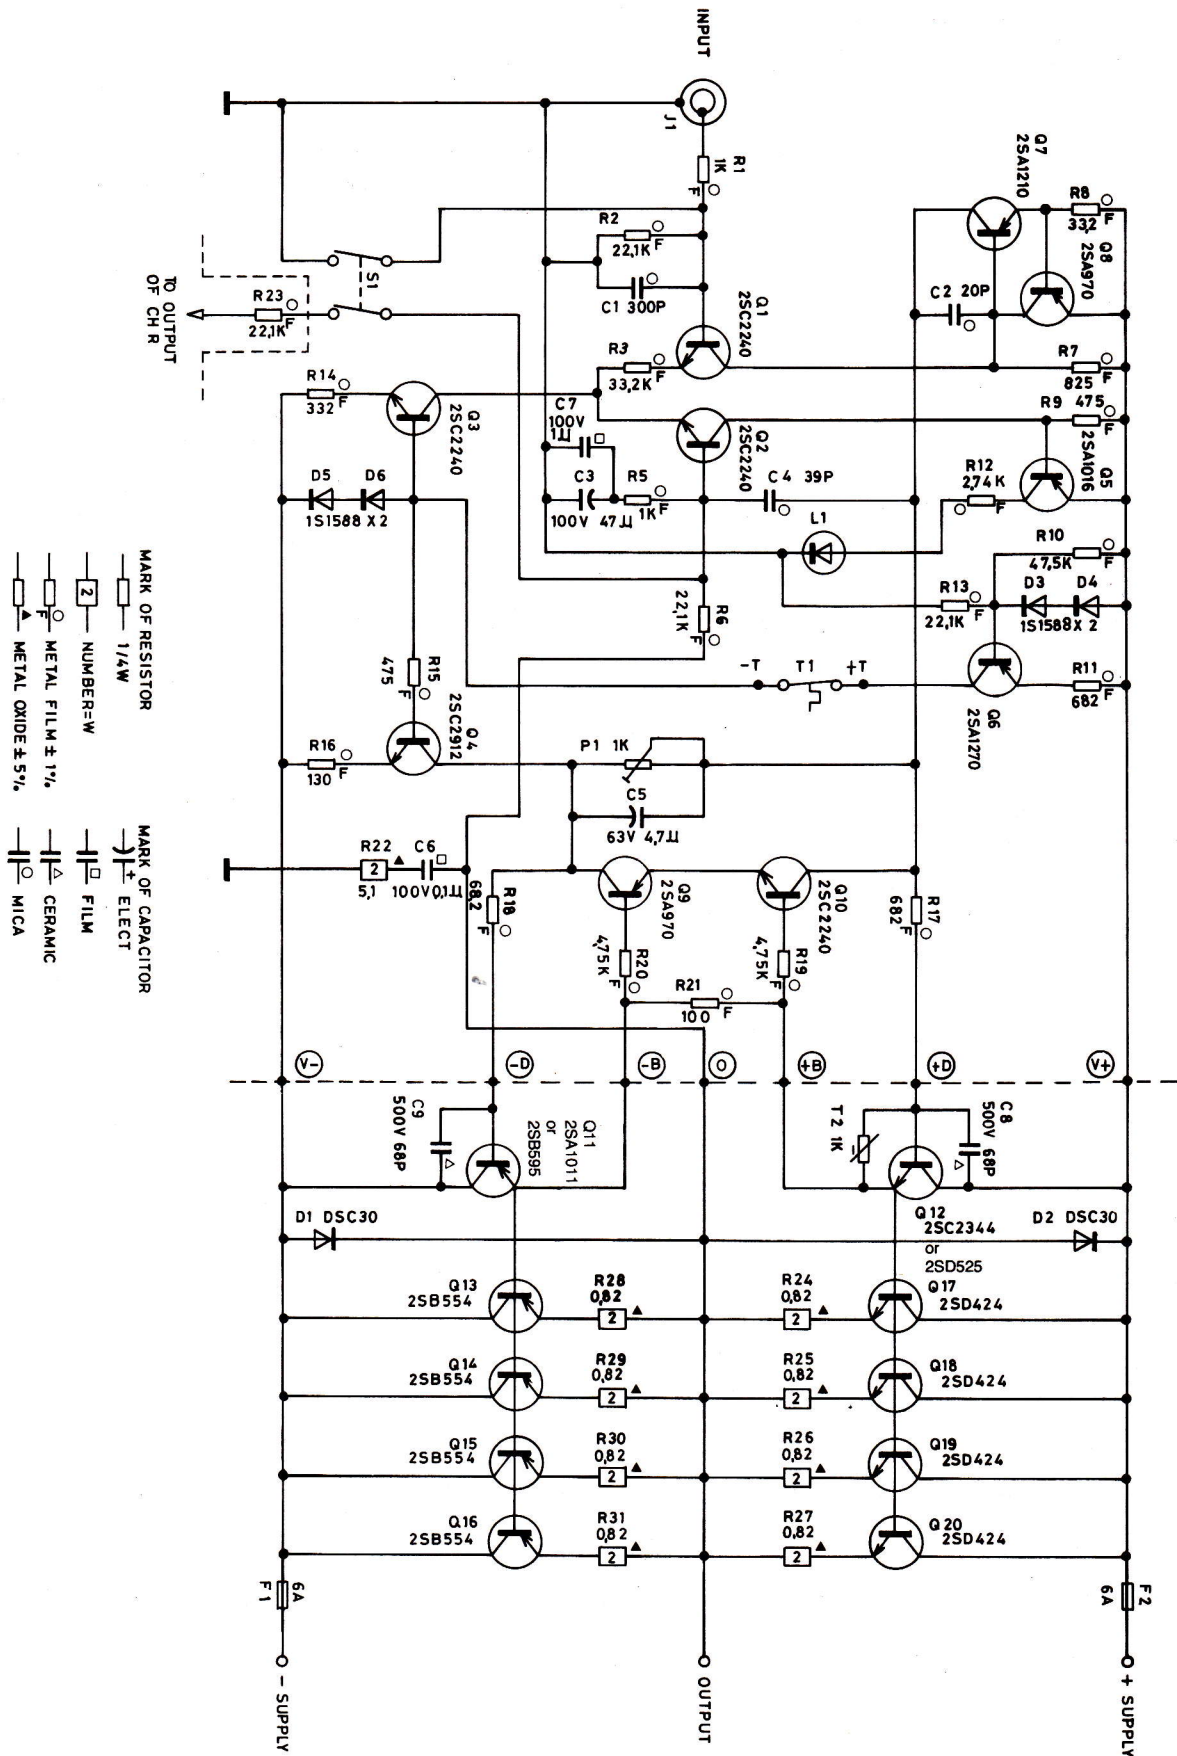 INPUT
J1
R1
1K
F
R2
22,1K
F
C1 300P
Q7
2SA1210
R8
33,2
F
Q8
2SA970
C2 20P
Q1
2SC2240
R3
33,2K
F
R7
825
F
S1
R23
22,1K
F
TO OUTPUT
OF CH R
R14
332
F
Q3
2SC2240
C7
100V
1µ
Q2
2SC2240
R9 475
F
2SA1016
Q5
R12
2,74K
F
C4 39P
R5
1K
F
C3
100V 47µ
D5 D6
1S1588 X 2
L1
R10
47,5K
F
R13
22,1K
F
D3 D4
1S1588 X 2
R6
22,1K
F
-T T1 +T
R11
682
F
Q6
2SA1270
R15
475
F
Q4
2SC2912
R16
130
F
P1 1K
C5
63V 4,7µ
R22
2
5,1
C6
100V 0,1µ
R18
68,2
F
Q9
2SA970
Q10
2SC2240
R17
682
F
R20
4,75K
F
R21
100
F
R19
4,75K
F
V-
-D
-B
O
+B
+D
V+
C9
500V 68P
Q11
2SA1011
or
2SB595
T2 1K
C8
500V 68P
Q12
2SC2344
or
2SD525
D1 DSC30
D2 DSC30
Q13
2SB554
R28
0,82
2
R24
0,82
2
Q17
2SD424
Q14
2SB554
R29
0,82
2
R25
0,82
2
Q18
2SD424
Q15
2SB554
R30
0,82
2
R26
0,82
2
Q19
2SD424
Q16
2SB554
R31
0,82
2
R27
0,82
2
Q20
2SD424
6A
F1
F2
6A
- SUPPLY
OUTPUT
+ SUPPLY
MARK OF RESISTOR
1/4W
2 NUMBER=W
F METAL FILM ± 1%
METAL OXIDE ± 5%
MARK OF CAPACITOR
+ ELECT
FILM
CERAMIC
MICA